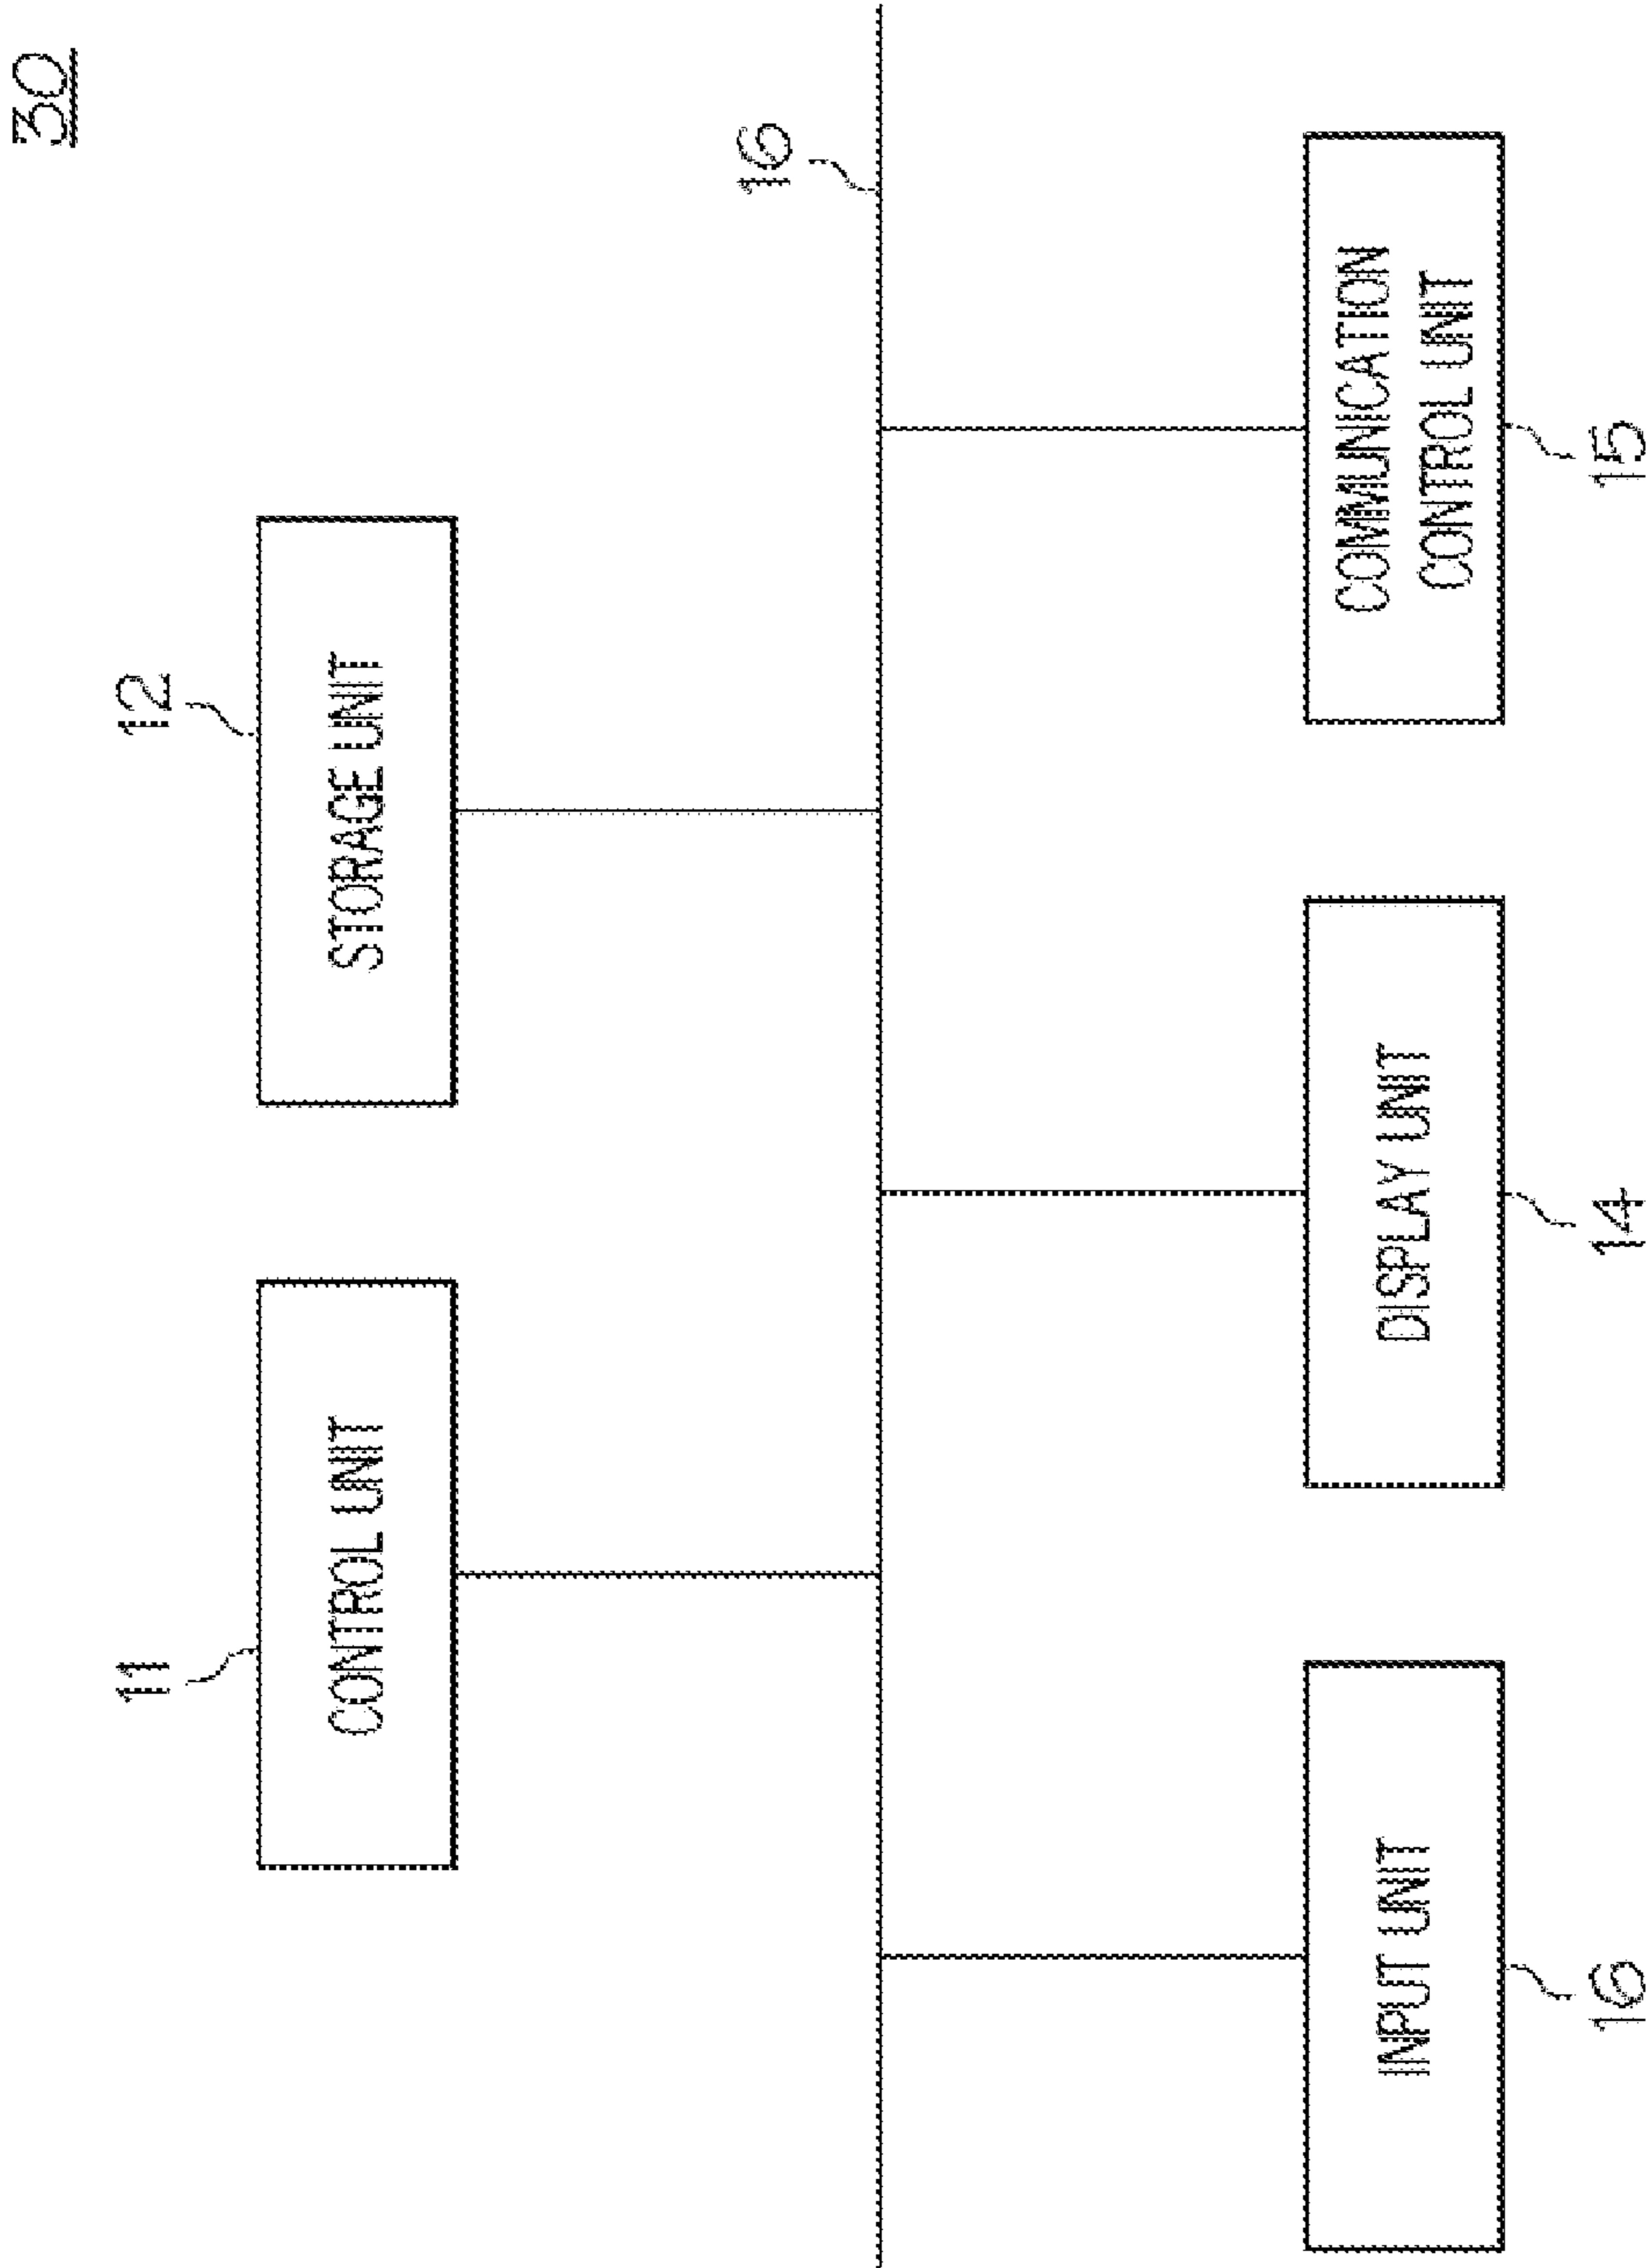 30
11
CONTROL UNIT
12
STORAGE UNIT
16
INPUT UNIT
16
DISPLAY UNIT
14
COMMUNICATION
CONTROL UNIT
15